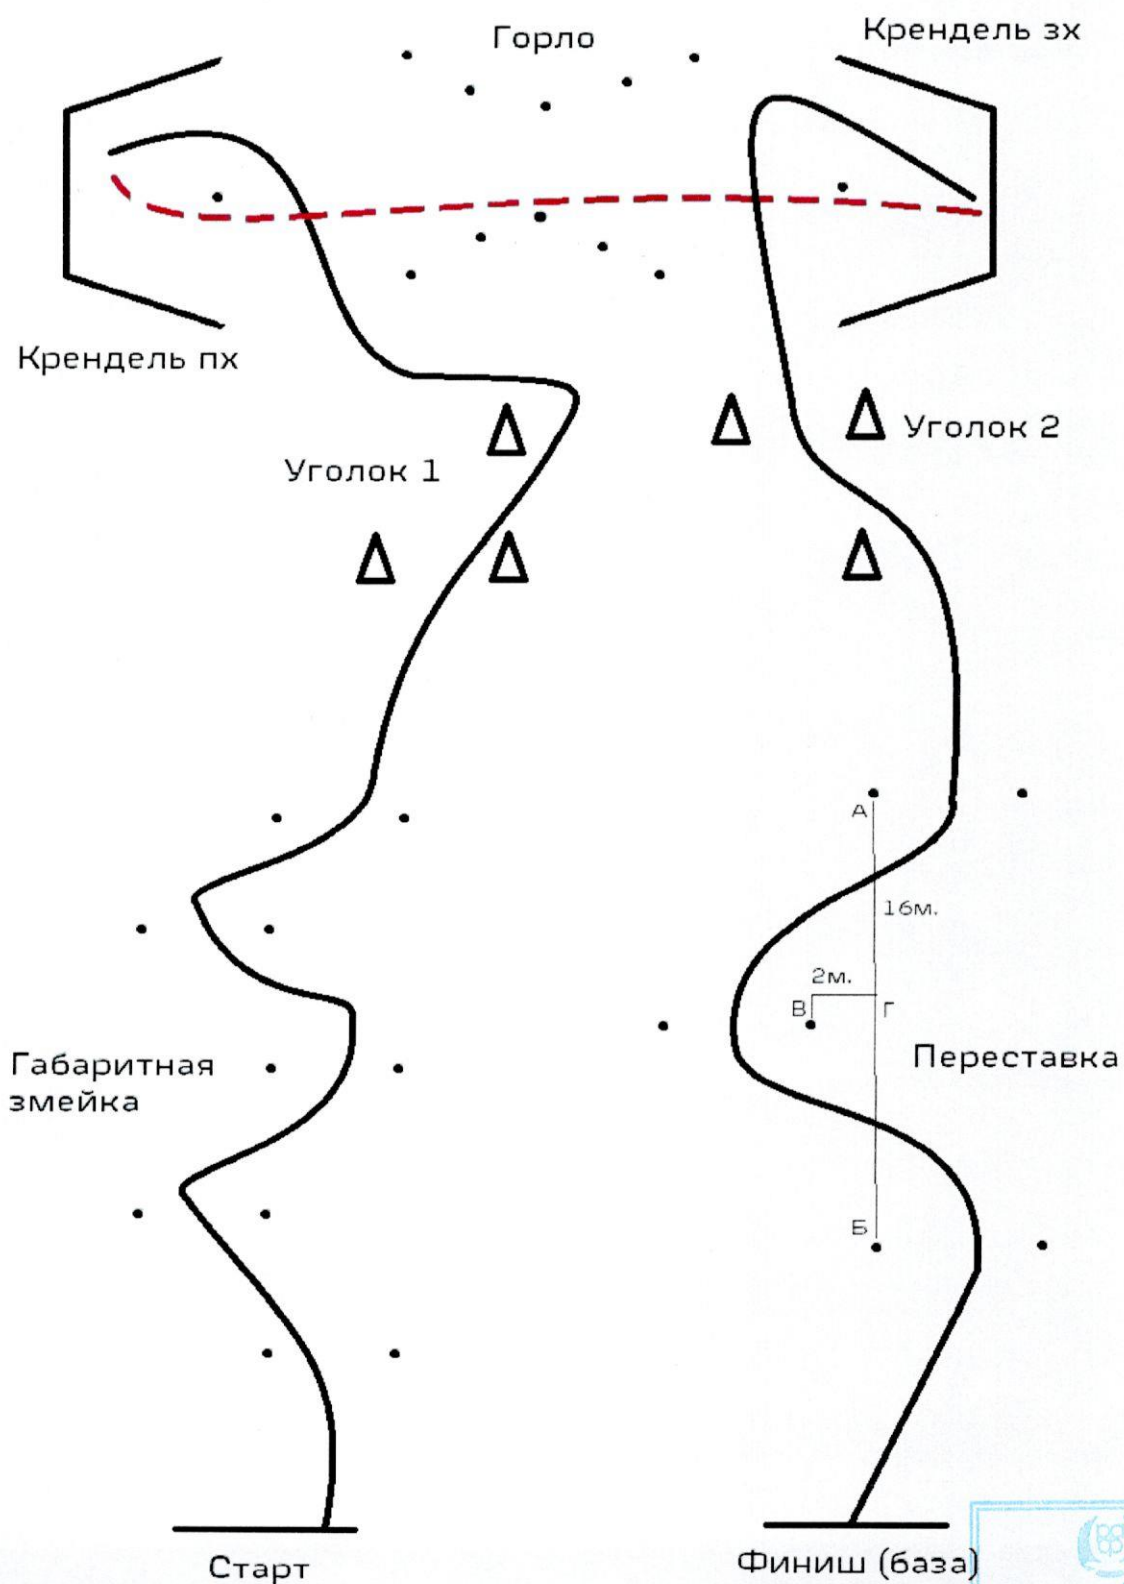 Горло
Крендель зх
Крендель пх
Уголок 1
Уголок 2
А
16м.
2м.
В
Г
Габаритная
змейка
Переставка
Б
Старт
Финиш (база)